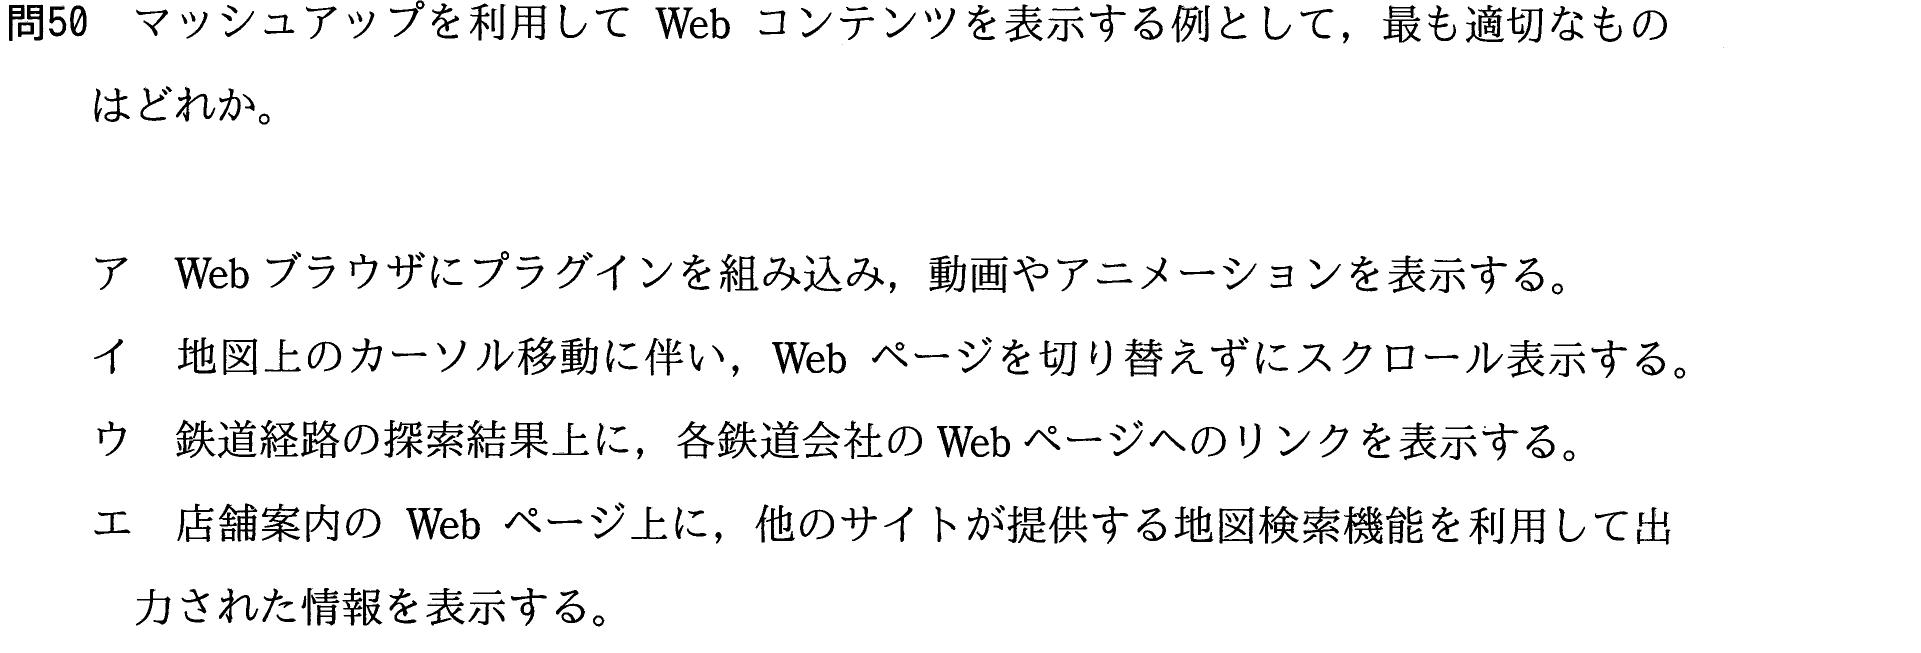 問50　マッシュアップを利用して Web コンテンツを表示する例として，最も適切なもの
はどれか。
ア　Web ブラウザにプラグインを組み込み，動画やアニメーションを表示する。
イ　地図上のカーソル移動に伴い，Web ページを切り替えずにスクロール表示する。
ウ　鉄道経路の探索結果上に，各鉄道会社の Web ページへのリンクを表示する。
エ　店舗案内の Web ページ上に，他のサイトが提供する地図検索機能を利用して出
力された情報を表示する。